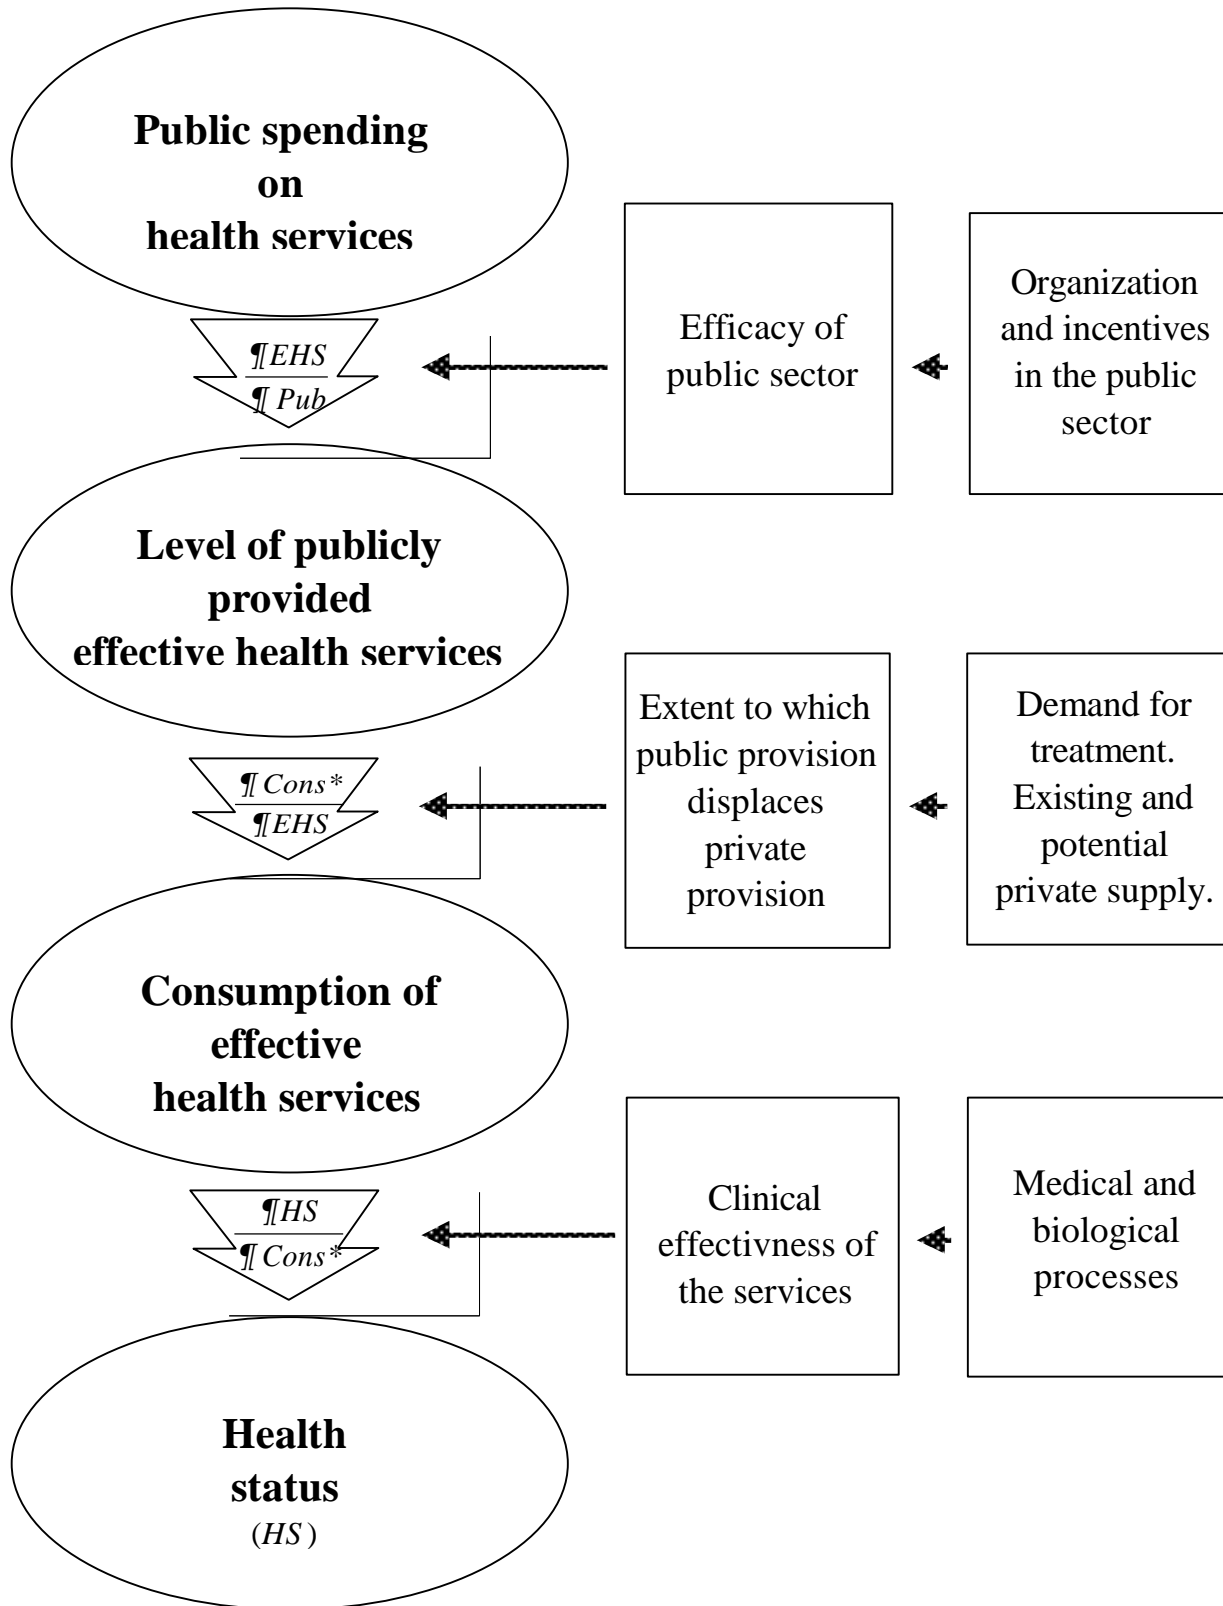 Public spending
on
health services
¶EHS
¶ Pub
Efficacy of
public sector
Organization
and incentives
in the public
sector
Level of publicly
provided
effective health services
¶ Cons*
¶EHS
Extent to which
public provision
displaces
private
provision
Demand for
treatment.
Existing and
potential
private supply.
Consumption of
effective
health services
¶HS
¶ Cons*
Clinical
effectivness of
the services
Medical and
biological
processes
Health
status
(HS)